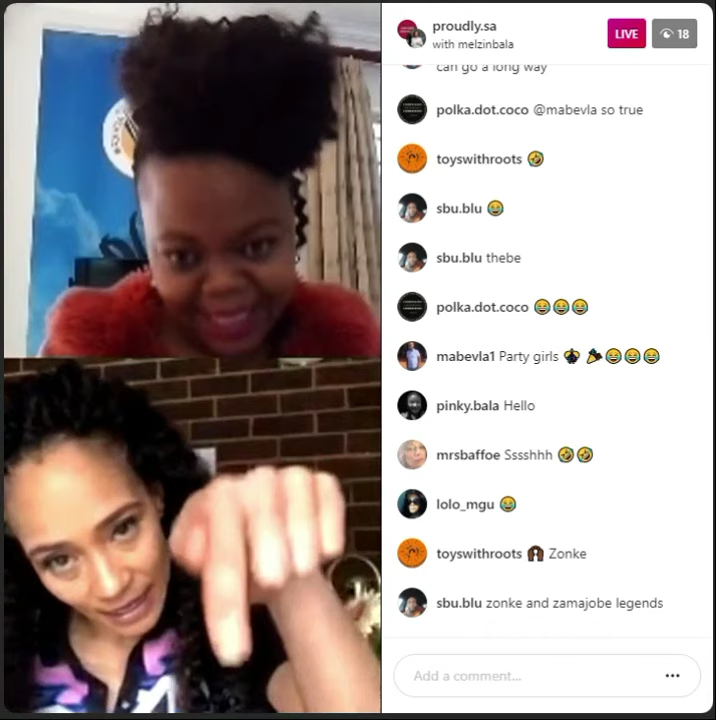 proudly.sa
with melzinbala
LIVE
18
can go a long way
polka.dot.coco @mabevla so true
toyswithroots 🤣
sbu.blu 😂
sbu.blu thebe
polka.dot.coco 😂😂😂
mabevla1 Party girls 💃🎉😂😂😂
pinky.bala Hello
mrsbaffoe Sssshhh 🤣🤣
lolo_mgu 😂
toyswithroots 🙌🏾 Zonke
sbu.blu zonke and zamajobe legends
Add a comment...